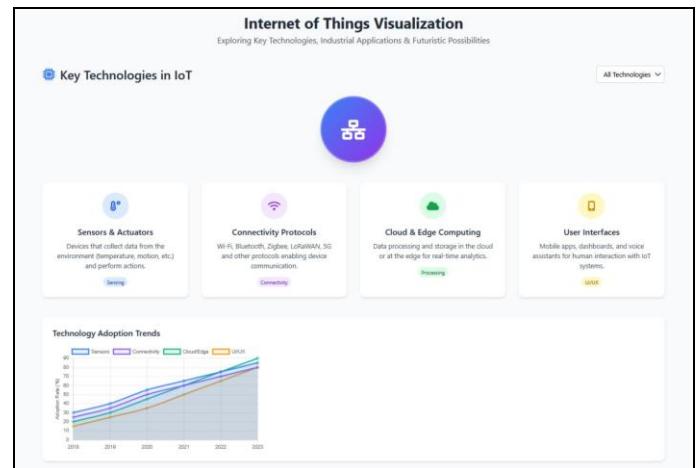 Internet of Things Visualization
Exploring Key Technologies, Industrial Applications & Futuristic Possibilities
Key Technologies in IoT
All Technologies
Sensors & Actuators
Devices that collect data from the
environment (temperature, motion, etc.)
and perform actions.
Sensing
Connectivity Protocols
Wi-Fi, Bluetooth, Zigbee, LoRaWAN, 5G
and other protocols enabling device
communication.
Connectivity
Cloud & Edge Computing
Data processing and storage in the cloud
or at the edge for real-time analytics.
Processing
User Interfaces
Mobile apps, dashboards, and voice
assistants for human interaction with IoT
systems.
UI/UX
Technology Adoption Trends
Sensors Connectivity Cloud/Edge UI/UX
Adoption Rate (%)
90
80
70
60
50
40
30
20
10
0
2018 2019 2020 2021 2022 2023